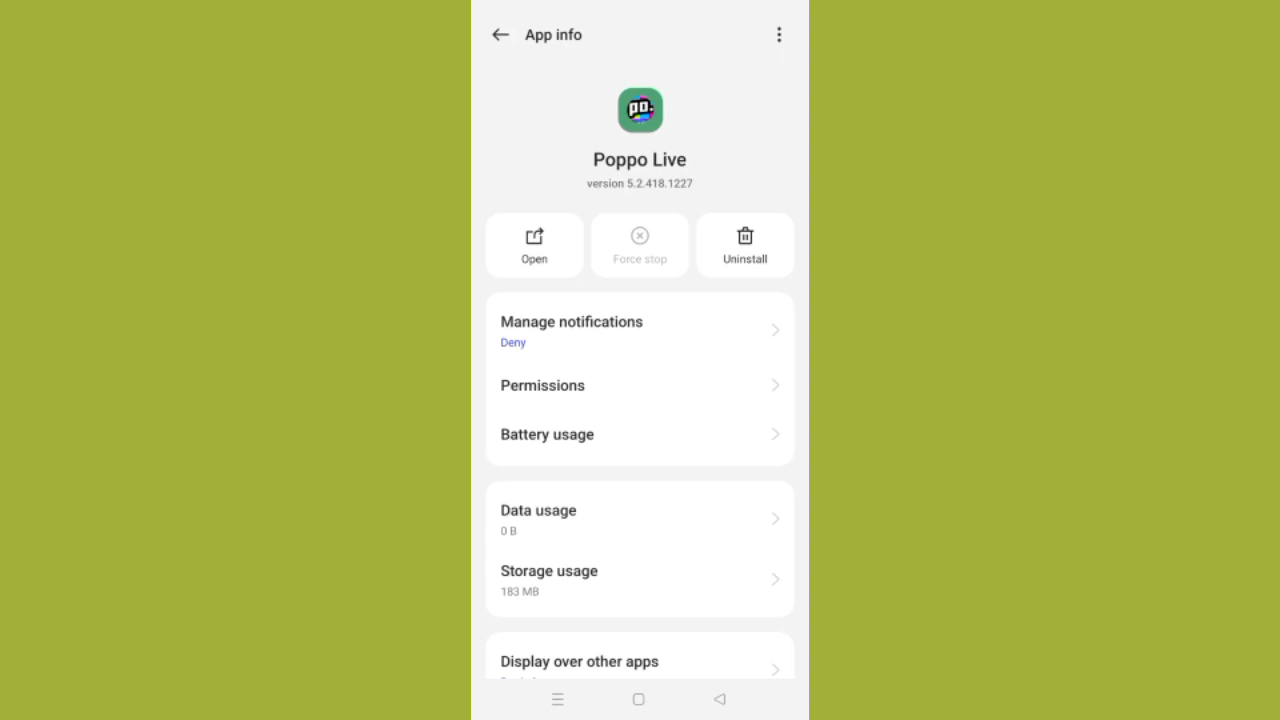 App info
po.
Poppo Live
version 5.2.418.1227
Open
Force stop
Uninstall
Manage notifications
Deny
Permissions
Battery usage
Data usage
0 B
Storage usage
183 MB
Display over other apps